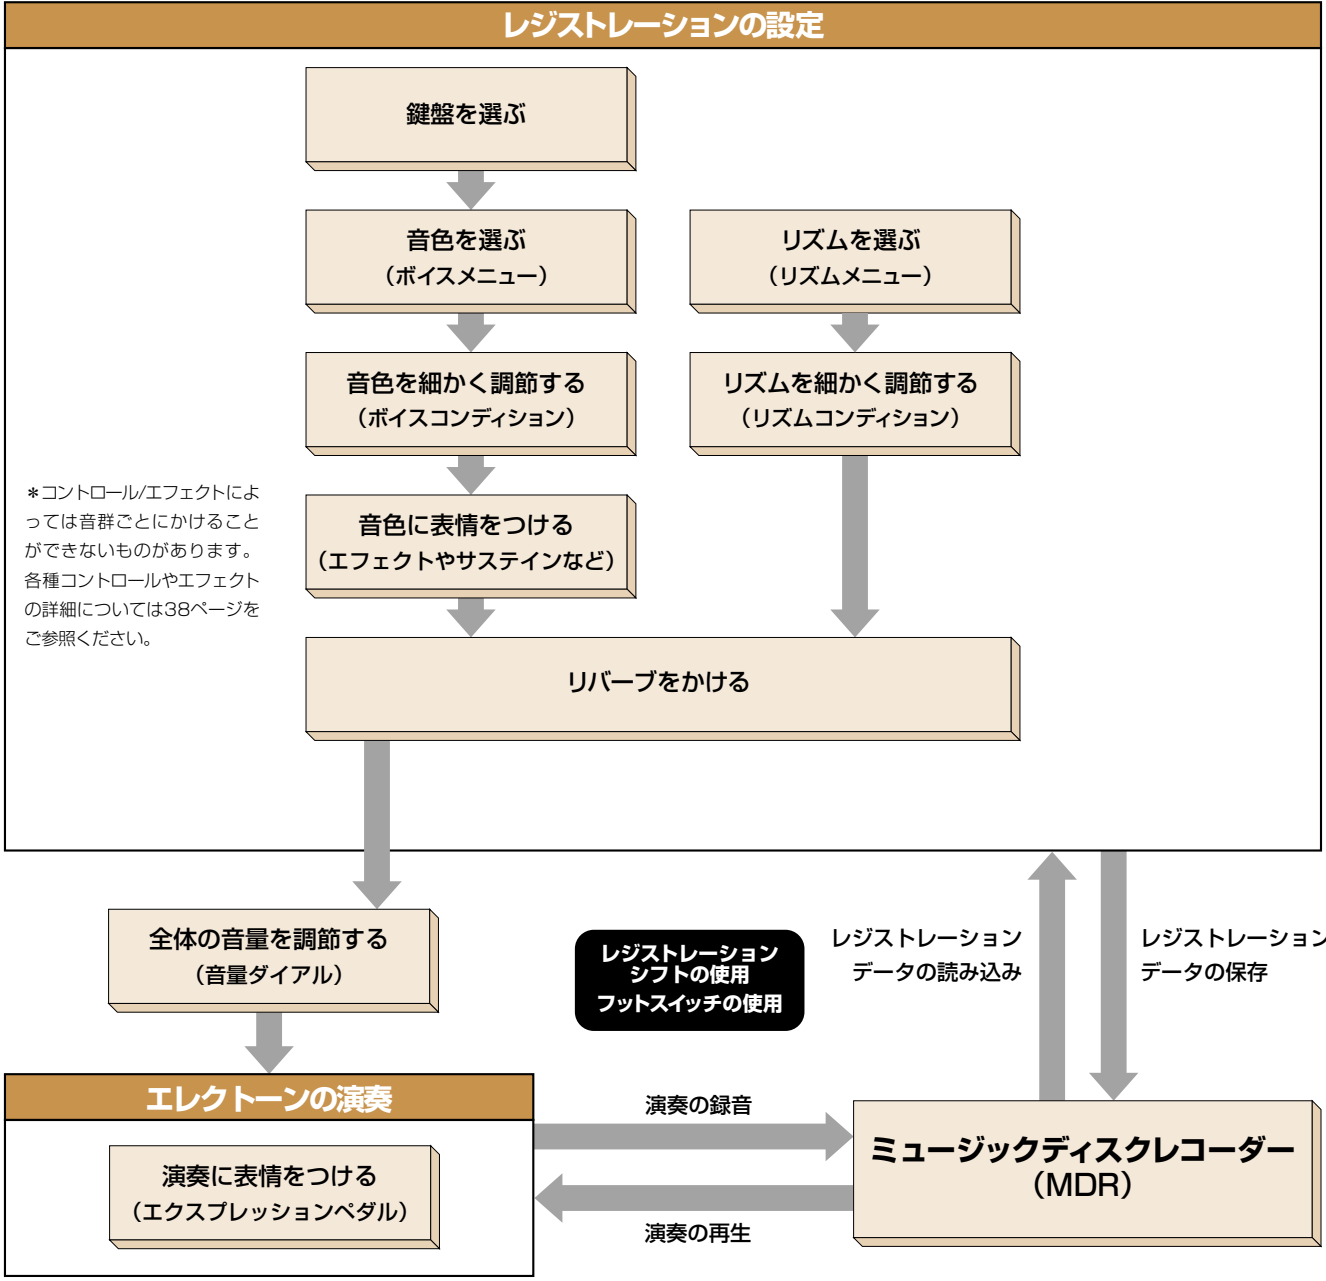 レジストレーションの設定
鍵盤を選ぶ
音色を選ぶ
（ボイスメニュー）
リズムを選ぶ
（リズムメニュー）
音色を細かく調節する
（ボイスコンディション）
リズムを細かく調節する
（リズムコンディション）
＊コントロール/エフェクトによ
っては音群ごとにかけること
ができないものがあります。
各種コントロールやエフェクト
の詳細については38ページを
ご参照ください。
音色に表情をつける
（エフェクトやサステインなど）
リバーブをかける
全体の音量を調節する
（音量ダイアル）
レジストレーション
シフトの使用
フットスイッチの使用
レジストレーション
データの読み込み
レジストレーション
データの保存
エレクトーンの演奏
演奏に表情をつける
（エクスプレッションペダル）
演奏の録音
演奏の再生
ミュージックディスクレコーダー
（MDR）